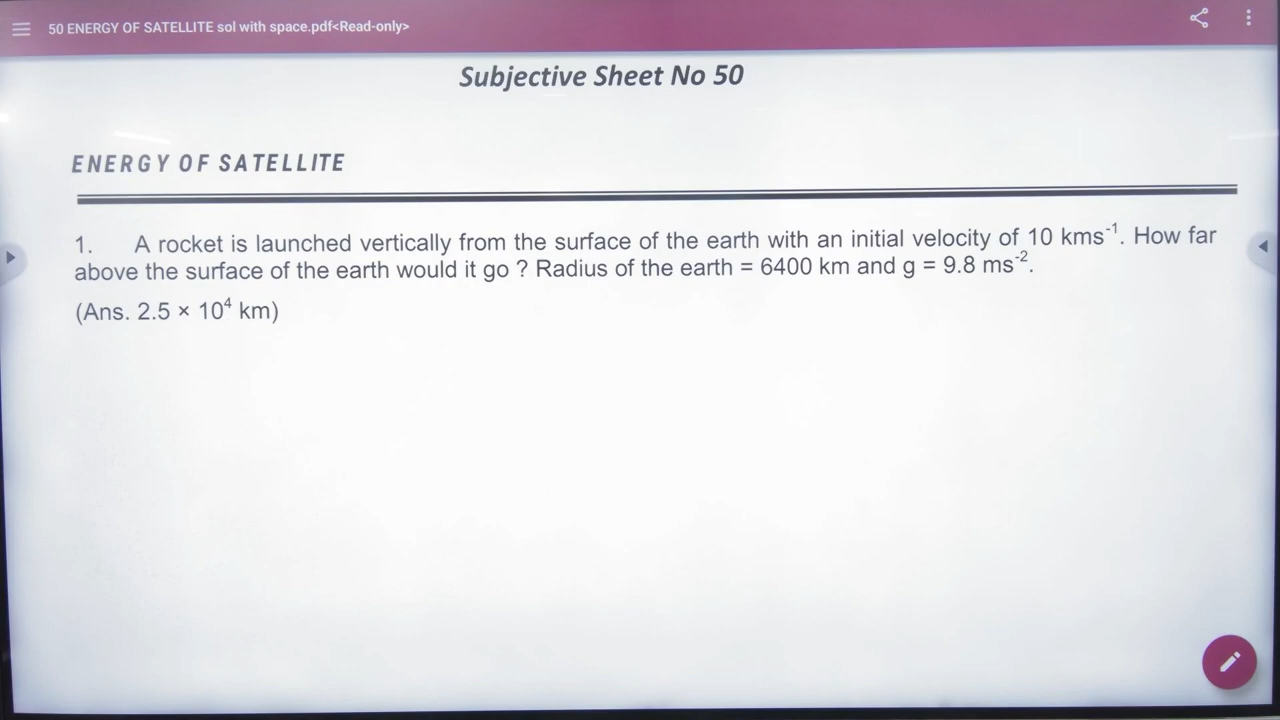 50 ENERGY OF SATELLITE sol with space.pdf<Read-only>
Subjective Sheet No 50
ENERGY OF SATELLITE
1. A rocket is launched vertically from the surface of the earth with an initial velocity of 10 kms⁻¹. How far
above the surface of the earth would it go ? Radius of the earth = 6400 km and g = 9.8 ms⁻².
(Ans. 2.5 × 10⁴ km)